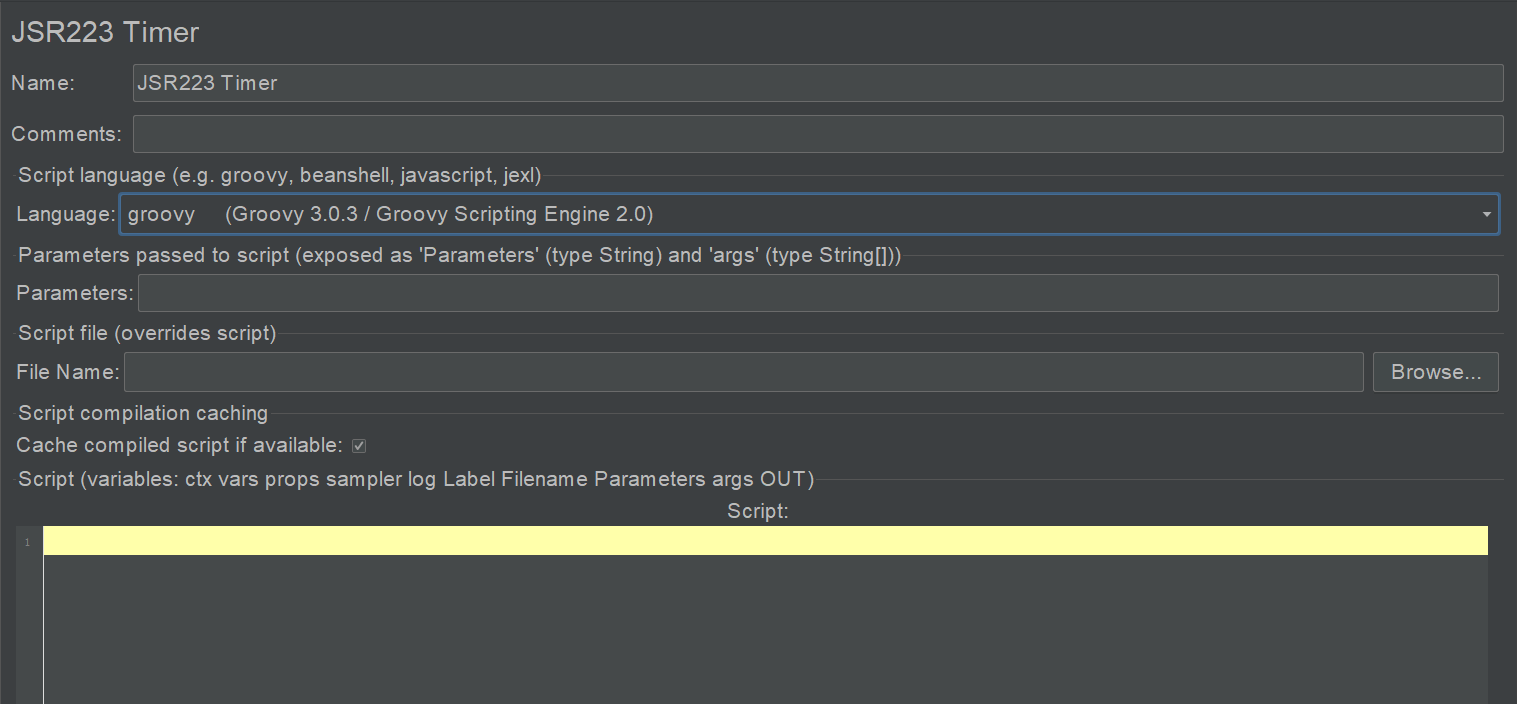 JSR223 Timer
Name: JSR223 Timer
Comments:
Script language (e.g. groovy, beanshell, javascript, jexl)
Language: groovy (Groovy 3.0.3 / Groovy Scripting Engine 2.0)
Parameters passed to script (exposed as 'Parameters' (type String) and 'args' (type String[]))
Parameters:
Script file (overrides script)
File Name: Browse...
Script compilation caching
Cache compiled script if available:
Script (variables: ctx vars props sampler log Label Filename Parameters args OUT)
Script:
1